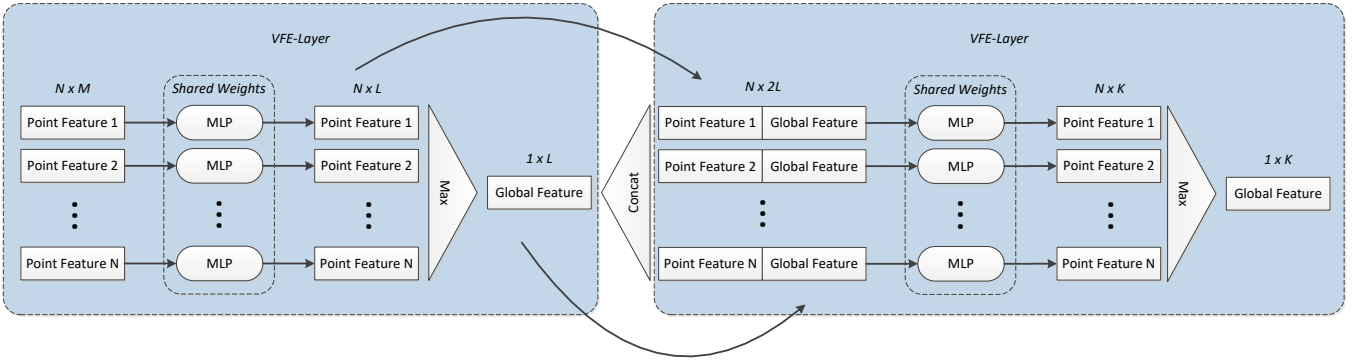 VFE-Layer
N x M
Shared Weights
N x L
Point Feature 1
MLP
Point Feature 1
Point Feature 2
MLP
Point Feature 2
Point Feature N
MLP
Point Feature N
Max
1 x L
Global Feature
Concat
VFE-Layer
N x 2L
Shared Weights
N x K
Point Feature 1
Global Feature
MLP
Point Feature 1
Point Feature 2
Global Feature
MLP
Point Feature 2
Point Feature N
Global Feature
MLP
Point Feature N
Max
1 x K
Global Feature